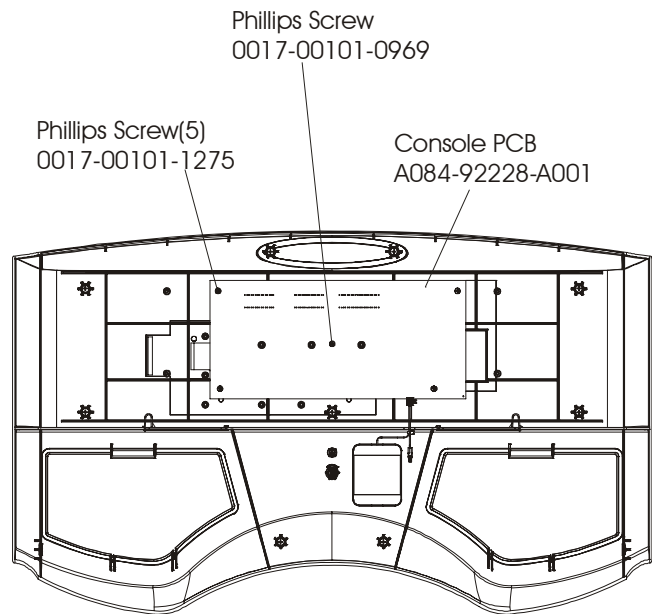 Phillips Screw
0017-00101-0969
Phillips Screw(5)
0017-00101-1275
Console PCB
A084-92228-A001